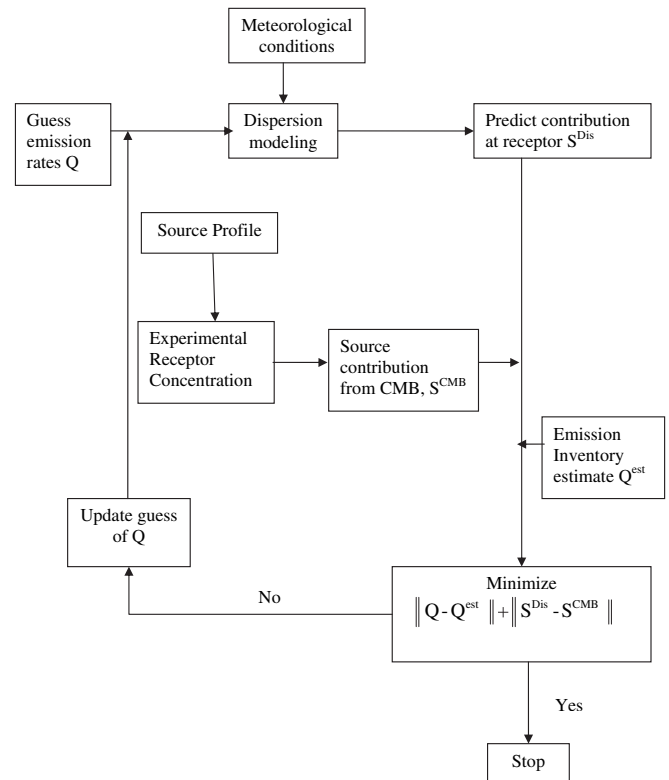 Meteorological
conditions
Guess
emission
rates Q
Dispersion
modeling
Predict contribution
at receptor S^Dis
Source Profile
Experimental
Receptor
Concentration
Source
contribution
from CMB, S^CMB
Emission
Inventory
estimate Q^est
Update guess
of Q
No
Minimize
‖Q - Q^est‖ + ‖S^Dis - S^CMB‖
Yes
Stop